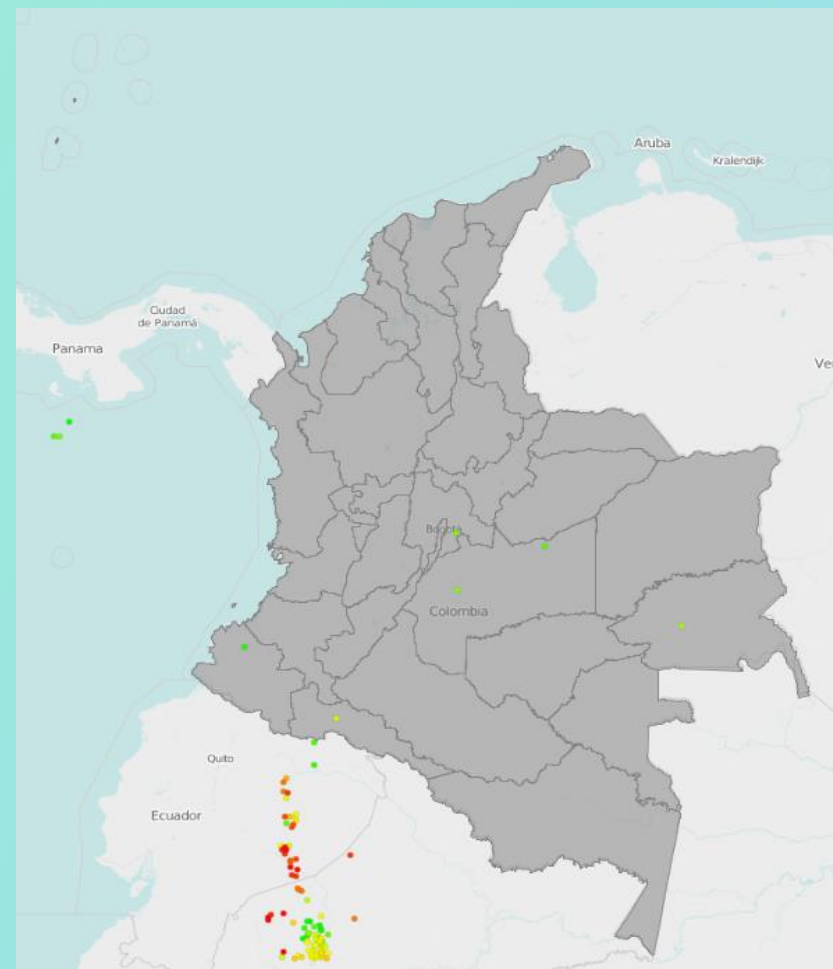 Aruba
Kralendijk
Ciudad
de Panamá
Panama
Ve
Bogotá
Colombia
Quito
Ecuador